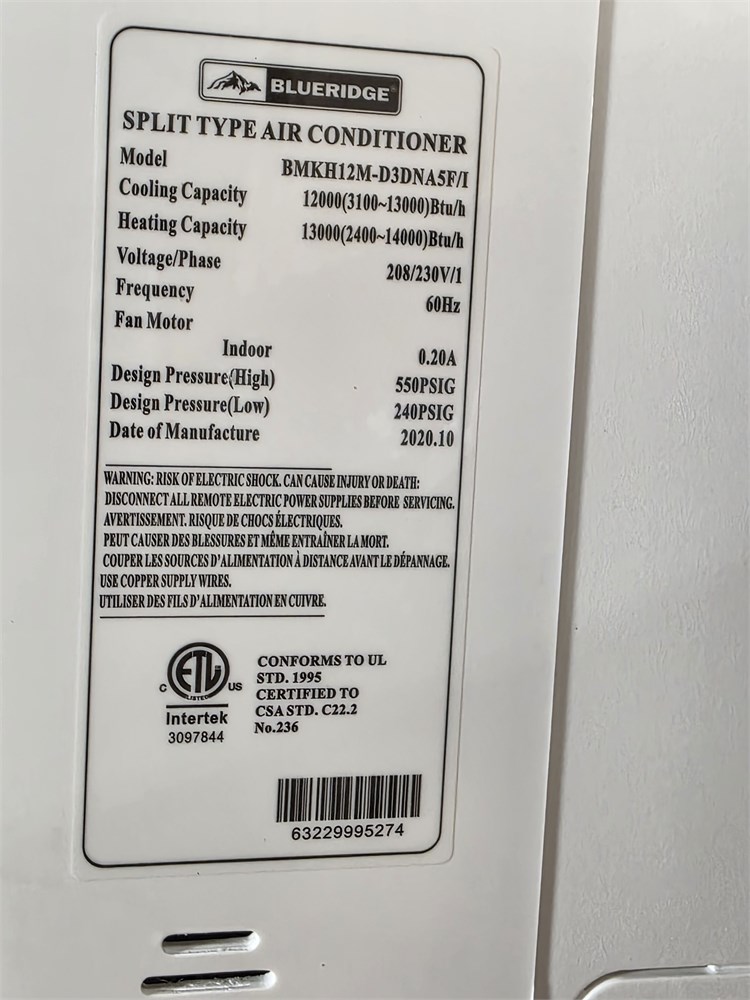 BLUERIDGE
SPLIT TYPE AIR CONDITIONER
Model BMKH12M-D3DNA5F/I
Cooling Capacity 12000(3100~13000)Btu/h
Heating Capacity 13000(2400~14000)Btu/h
Voltage/Phase 208/230V/1
Frequency 60Hz
Fan Motor
Indoor 0.20A
Design Pressure(High) 550PSIG
Design Pressure(Low) 240PSIG
Date of Manufacture 2020.10
WARNING: RISK OF ELECTRIC SHOCK. CAN CAUSE INJURY OR DEATH:
DISCONNECT ALL REMOTE ELECTRIC POWER SUPPLIES BEFORE SERVICING.
AVERTISSEMENT. RISQUE DE CHOCS ÉLECTRIQUES.
PEUT CAUSER DES BLESSURES ET MÊME ENTRAÎNER LA MORT.
COUPER LES SOURCES D'ALIMENTATION À DISTANCE AVANT LE DÉPANNAGE.
USE COPPER SUPPLY WIRES.
UTILISER DES FILS D'ALIMENTATION EN CUIVRE.
C ETL US
LISTED
Intertek
3097844
CONFORMS TO UL
STD. 1995
CERTIFIED TO
CSA STD. C22.2
No.236
63229995274